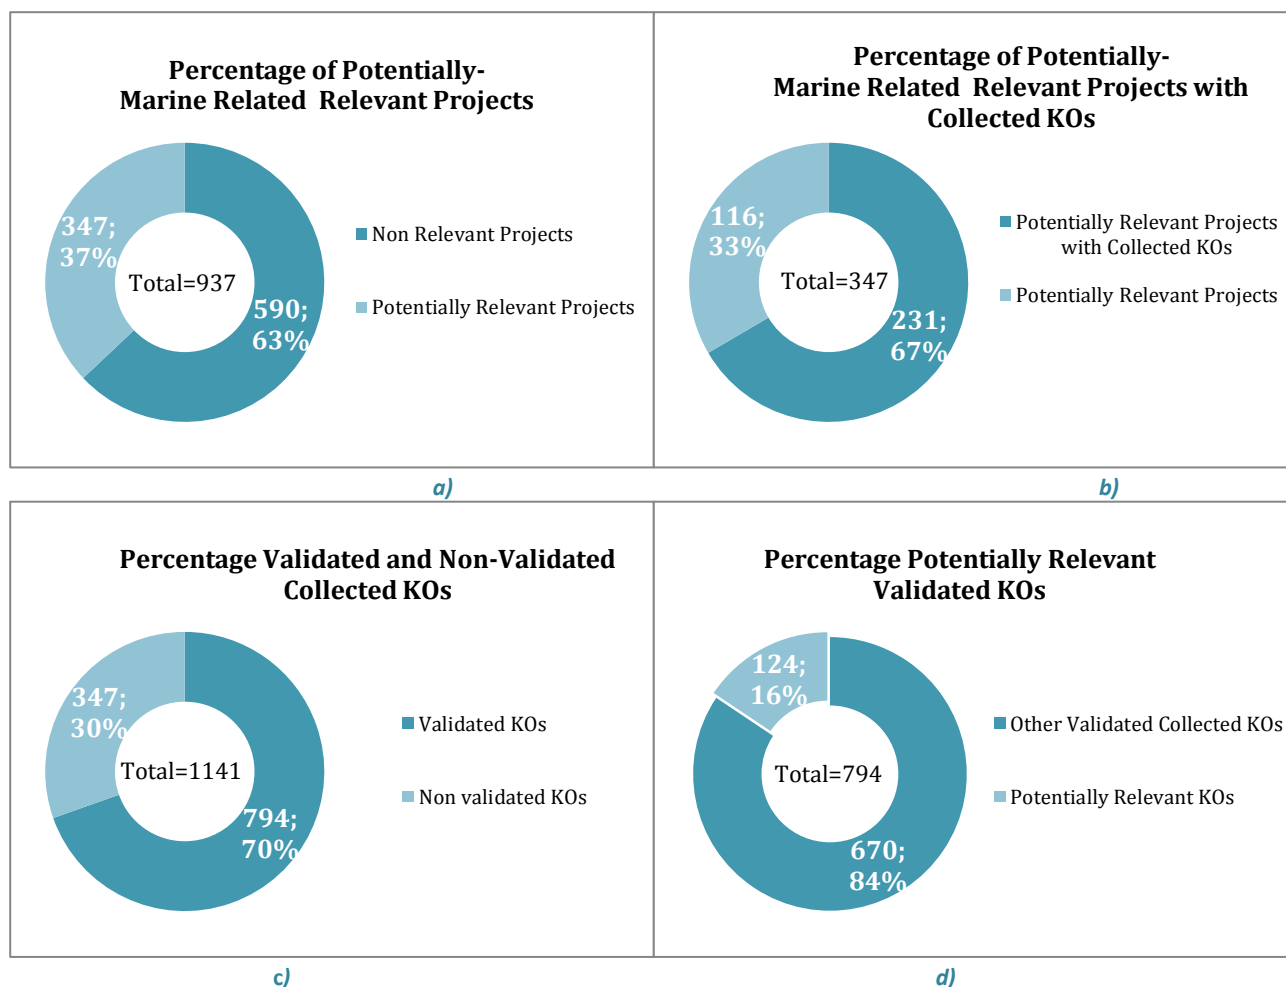 Percentage of Potentially-
Marine Related  Relevant Projects
347;
37%
Total=937
590;
63%
Non Relevant Projects
Potentially Relevant Projects
a)
Percentage of Potentially-
Marine Related  Relevant Projects with
Collected KOs
116;
33%
Total=347
231;
67%
Potentially Relevant Projects
with Collected KOs
Potentially Relevant Projects
b)
Percentage Validated and Non-Validated
Collected KOs
347;
30%
Total=1141
794;
70%
Validated KOs
Non validated KOs
c)
Percentage Potentially Relevant
Validated KOs
124;
16%
Total=794
670;
84%
Other Validated Collected KOs
Potentially Relevant KOs
d)